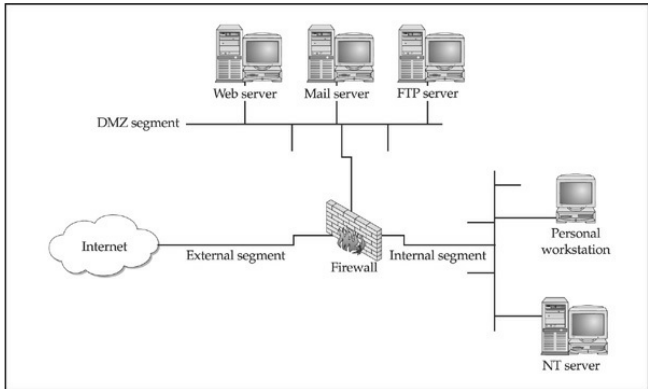 Web server
Mail server
FTP server
DMZ segment
Internet
External segment
Firewall
Internal segment
Personal
workstation
NT server